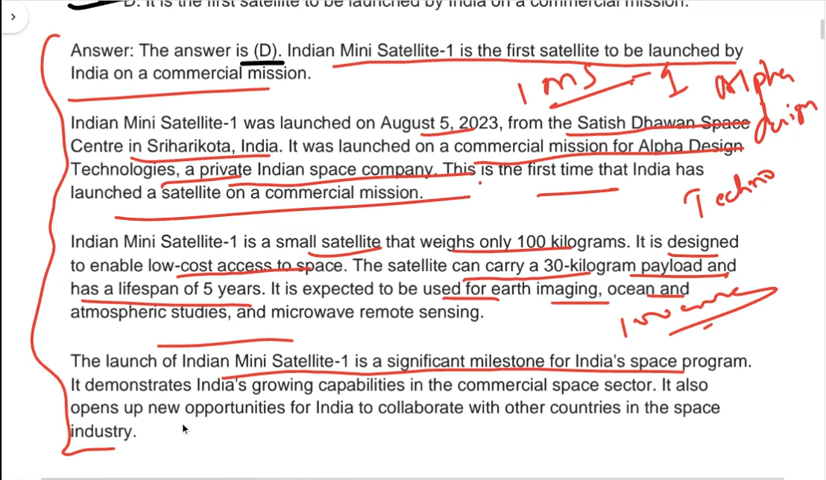 D. It is the first satellite to be launched by India on a commercial mission.
Answer: The answer is (D). Indian Mini Satellite-1 is the first satellite to be launched by
India on a commercial mission.
1 ms - 1 Alpha
Design
Techno
Indian Mini Satellite-1 was launched on August 5, 2023, from the Satish Dhawan Space
Centre in Sriharikota, India. It was launched on a commercial mission for Alpha Design
Technologies, a private Indian space company. This is the first time that India has
launched a satellite on a commercial mission.
Indian Mini Satellite-1 is a small satellite that weighs only 100 kilograms. It is designed
to enable low-cost access to space. The satellite can carry a 30-kilogram payload and
has a lifespan of 5 years. It is expected to be used for earth imaging, ocean and
atmospheric studies, and microwave remote sensing.
The launch of Indian Mini Satellite-1 is a significant milestone for India's space program.
It demonstrates India's growing capabilities in the commercial space sector. It also
opens up new opportunities for India to collaborate with other countries in the space
industry.